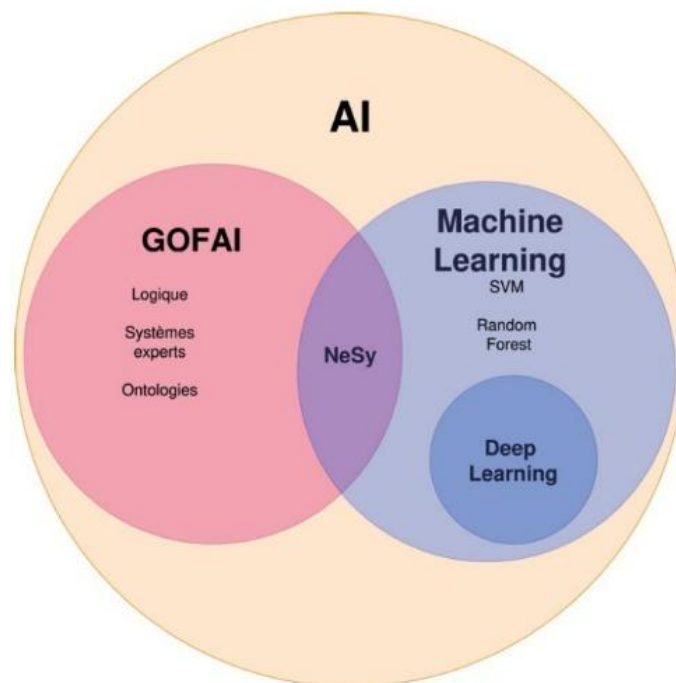 AI
GOFAI
Logique
Systèmes
experts
Ontologies
NeSy
Machine
Learning
SVM
Random
Forest
Deep
Learning